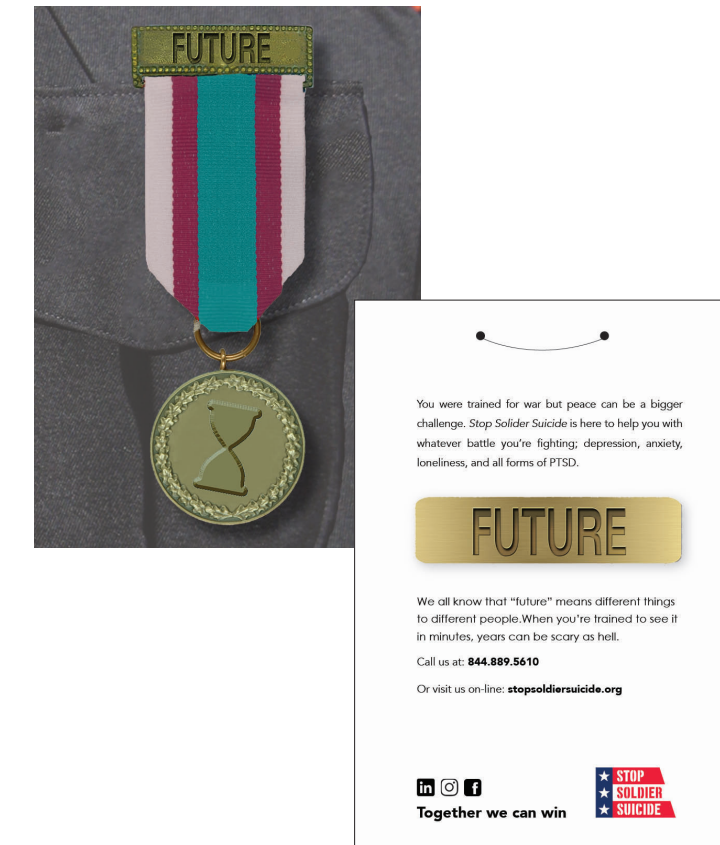 FUTURE
You were trained for war but peace can be a bigger
challenge. Stop Solider Suicide is here to help you with
whatever battle you're fighting; depression, anxiety,
loneliness, and all forms of PTSD.
FUTURE
We all know that “future” means different things
to different people.When you're trained to see it
in minutes, years can be scary as hell.
Call us at: 844.889.5610
Or visit us on-line: stopsoldiersuicide.org
in
f
Together we can win
STOP
SOLDIER
SUICIDE